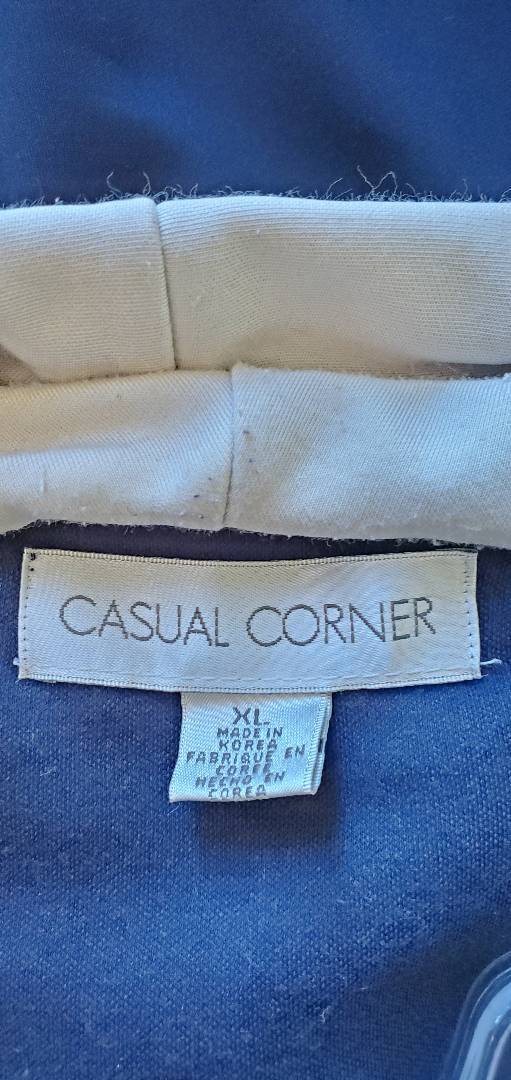 CASUAL CORNER
XL
MADE IN
KOREA
FABRIQUE EN
COREE
HECHO EN
COREA